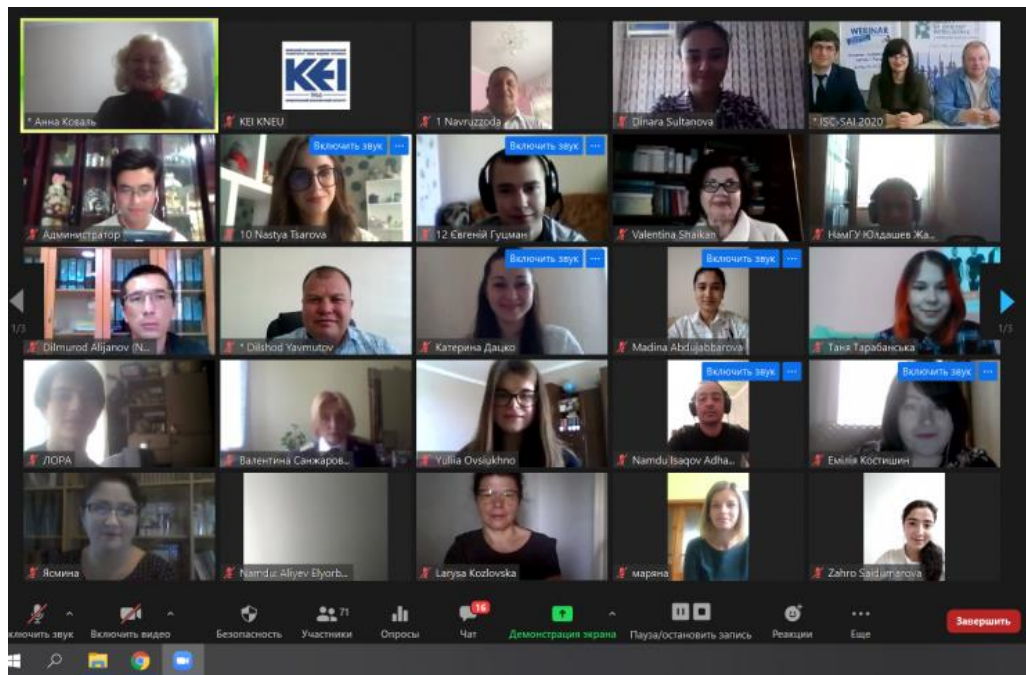 * Анна Коваль
KEI
KEI KNEU
1 Navruzzoda
Dinara Sultanova
WEBINAR
* ISC-SAI 2020
Администратор
Включить звук ...
10 Nastya Tsarova
Включить звук ...
12 Євгеній Гуцман
Valentina Shaikan
НамГУ Юлдашев Жа...
Dilmurod Alijanov (N...
* Dilshod Yavmutov
Включить звук ...
Катерина Дацко
Включить звук ...
Madina Abdujabbarova
Таня Тарабанська
1/3
1/3
ЛОРА
Валентина Санжаров...
Yuliia Ovsiukhno
Включить звук ...
Namdu Isaqov Adha...
Включить звук ...
Емілія Костишин
Ясмина
Namdu: Aliyev Elyorb...
Larysa Kozlovska
маряна
Zahro Saidumarova
ключить звук
Включить видео
Безопасность
71
Участники
Опросы
16
Чат
Демонстрация экрана
Пауза/остановить запись
Реакции
Еще
Завершить